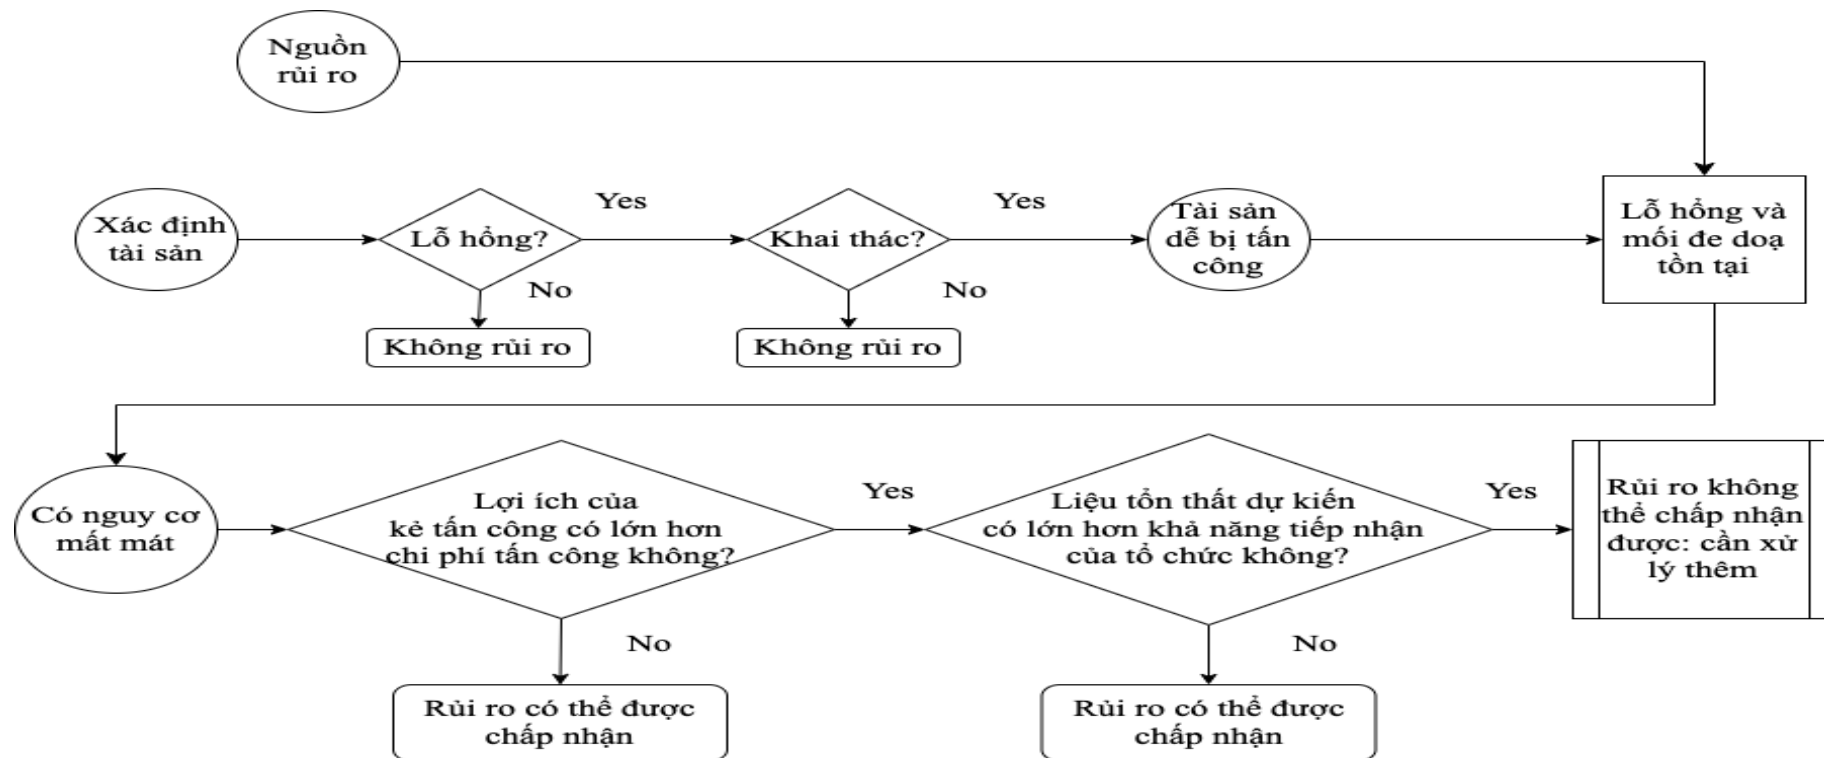 Nguồn
rủi ro
Xác định
tài sản
Lỗ hổng?
Yes
No
Không rủi ro
Khai thác?
Yes
No
Không rủi ro
Tài sản
dễ bị tấn
công
Lỗ hổng và
mối đe doạ
tồn tại
Có nguy cơ
mất mát
Lợi ích của
kẻ tấn công có lớn hơn
chi phí tấn công không?
Yes
No
Rủi ro có thể được
chấp nhận
Liệu tổn thất dự kiến
có lớn hơn khả năng tiếp nhận
của tổ chức không?
Yes
No
Rủi ro có thể được
chấp nhận
Rủi ro không
thể chấp nhận
được: cần xử
lý thêm